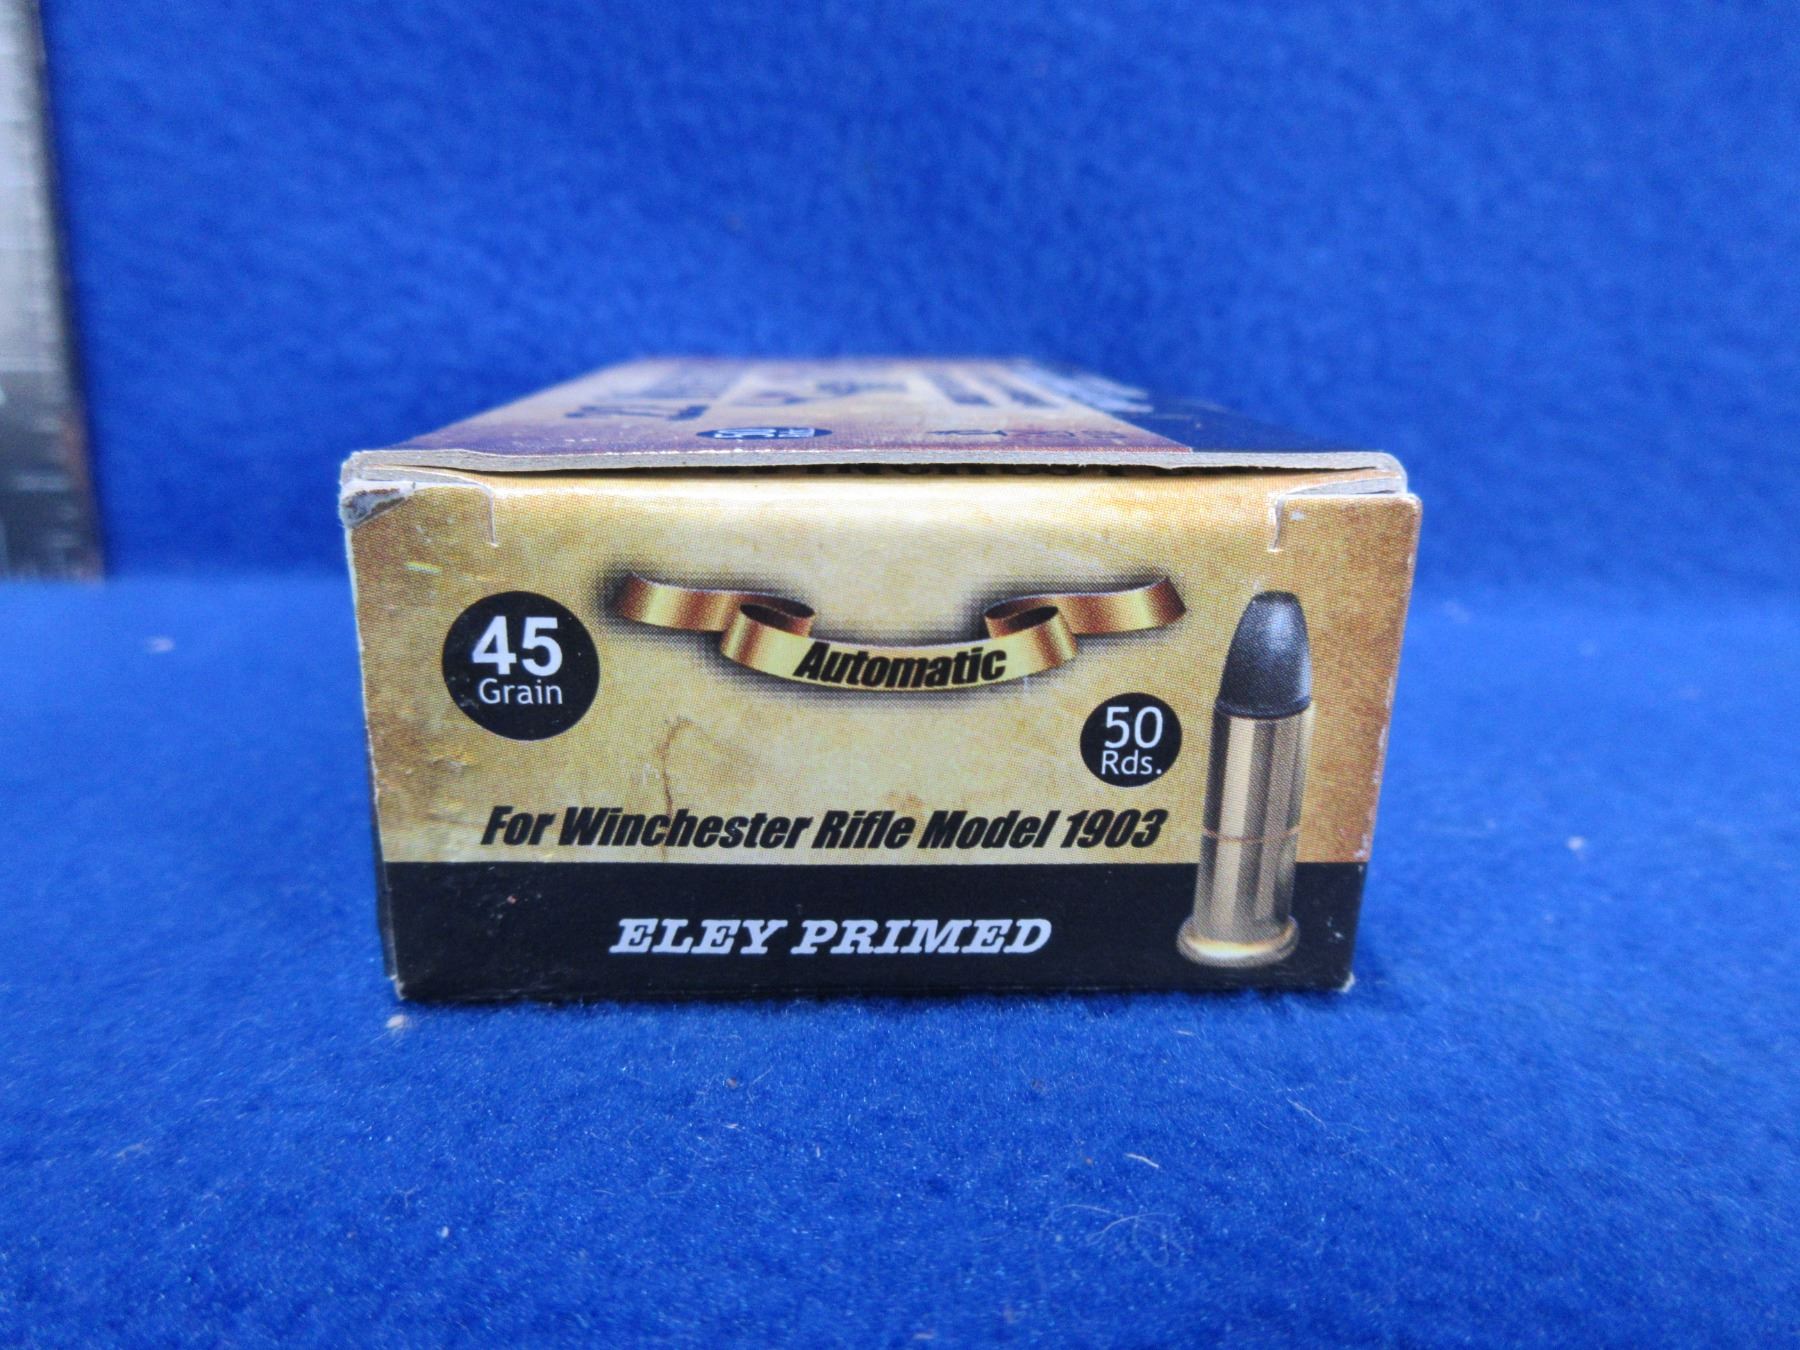 45
Grain
Automatic
50
Rds.
For Winchester Rifle Model 1903
ELEY PRIMED